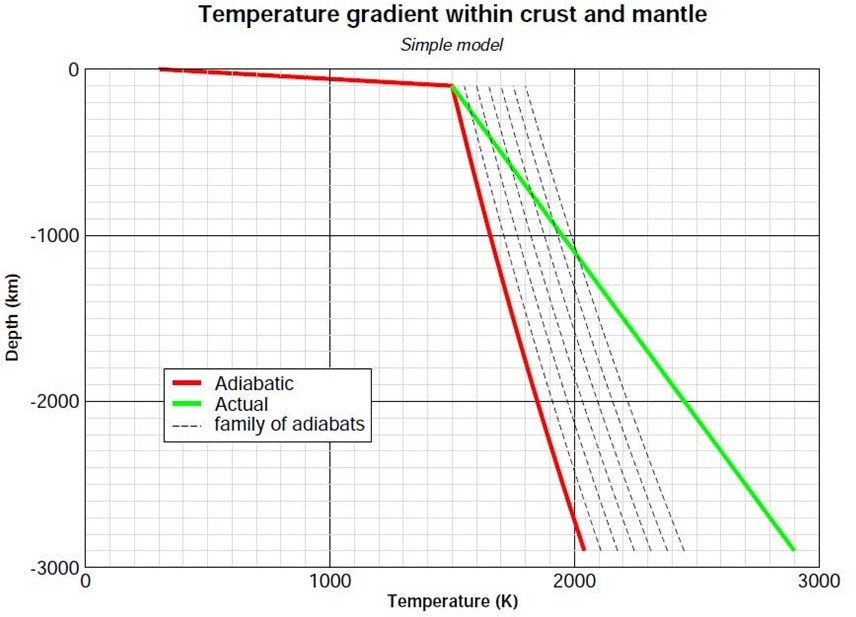 Temperature gradient within crust and mantle
Simple model
0
-1000
-2000
-3000
Depth (km)
Adiabatic
Actual
family of adiabats
0
1000
2000
3000
Temperature (K)